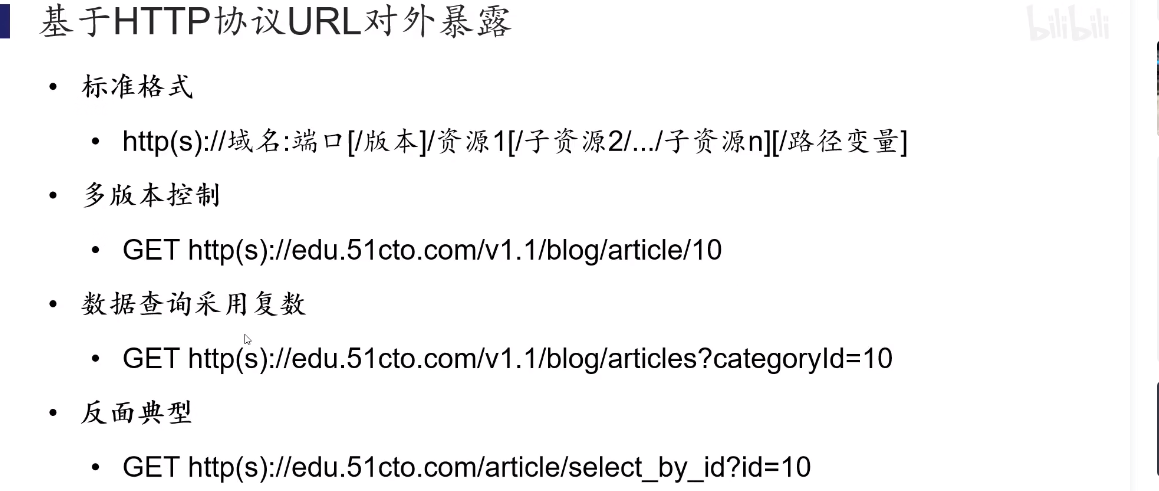 基于HTTP协议URL对外暴露
bilibili
• 标准格式
• http(s)://域名:端口[/版本]/资源1[/子资源2/.../子资源n][/路径变量]
• 多版本控制
• GET http(s)://edu.51cto.com/v1.1/blog/article/10
• 数据查询采用复数
• GET http(s)://edu.51cto.com/v1.1/blog/articles?categoryId=10
• 反面典型
• GET http(s)://edu.51cto.com/article/select_by_id?id=10